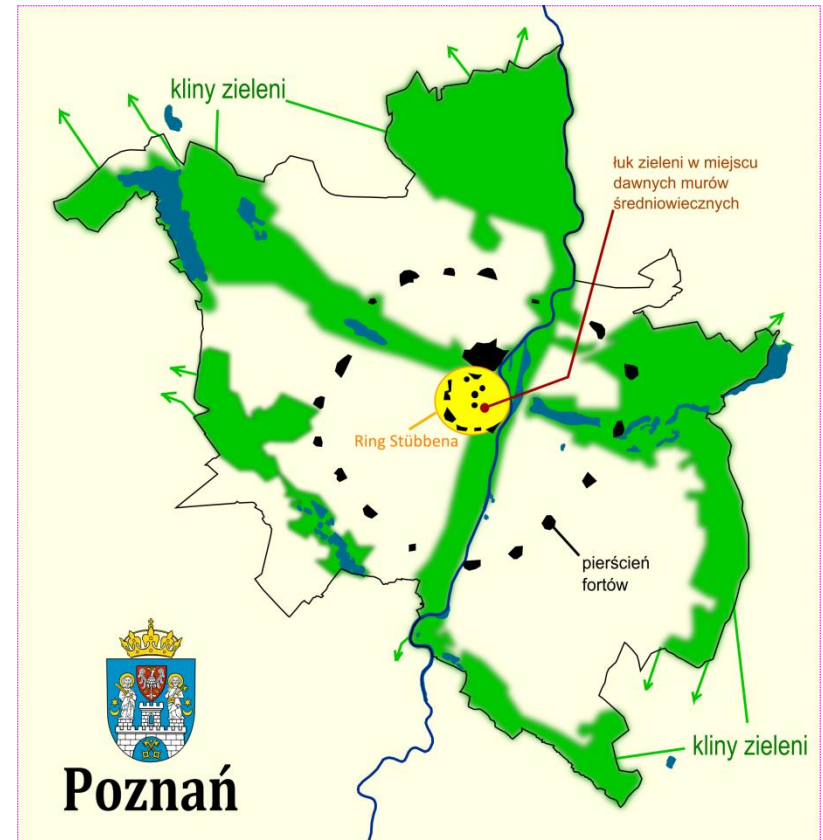 kliny zieleni
łuk zieleni w miejscu
dawnych murów
średniowiecznych
Ring Stübbena
pierścień
fortów
kliny zieleni
Poznań